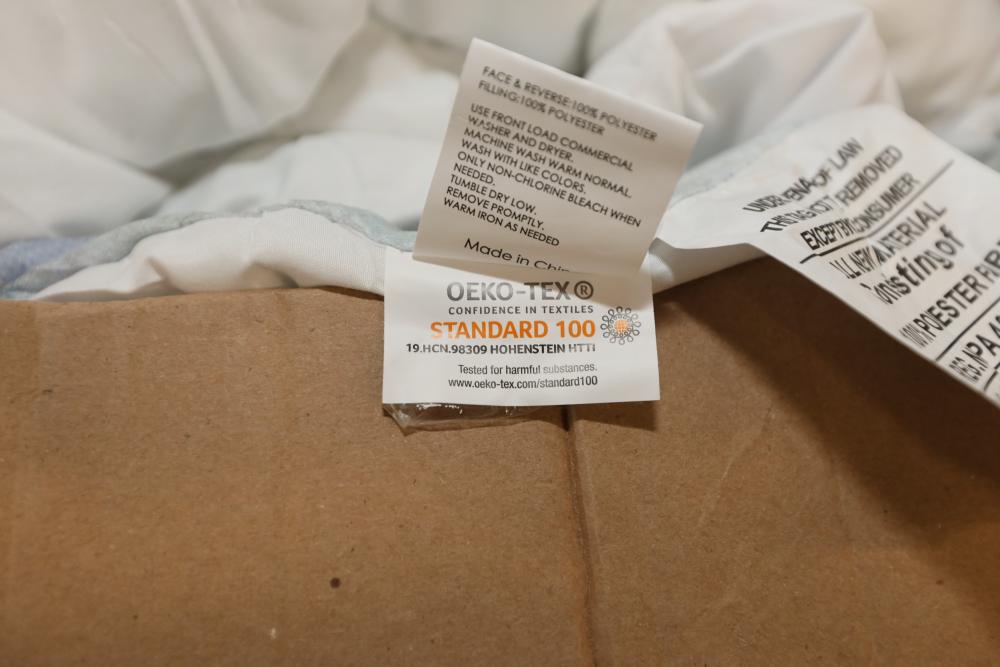 FACE & REVERSE:100% POLYESTER
FILLING:100% POLYESTER
USE FRONT LOAD COMMERCIAL
WASHER AND DRYER.
MACHINE WASH WARM NORMAL.
WASH WITH LIKE COLORS.
ONLY NON-CHLORINE BLEACH WHEN
NEEDED.
TUMBLE DRY LOW.
REMOVE PROMPTLY.
WARM IRON AS NEEDED
Made in
OEKO-TEX®
CONFIDENCE IN TEXTILES
STANDARD 100
19.HCN.98309 HOHENSTEIN HTTI
Tested for harmful substances.
www.oeko-tex.com/standard100
OF LAW
REMOVED
CONSUMER
MATERIAL